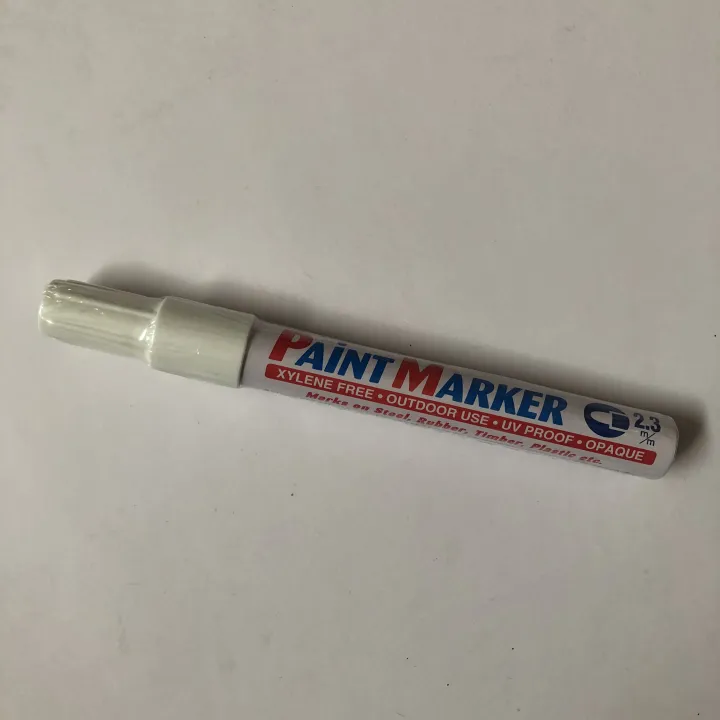 PAiNT MARKER
XYLENE FREE • OUTDOOR USE • UV PROOF • OPAQUE
Marks on Steel, Rubber, Timber, Plastic etc.
2.3
m/m